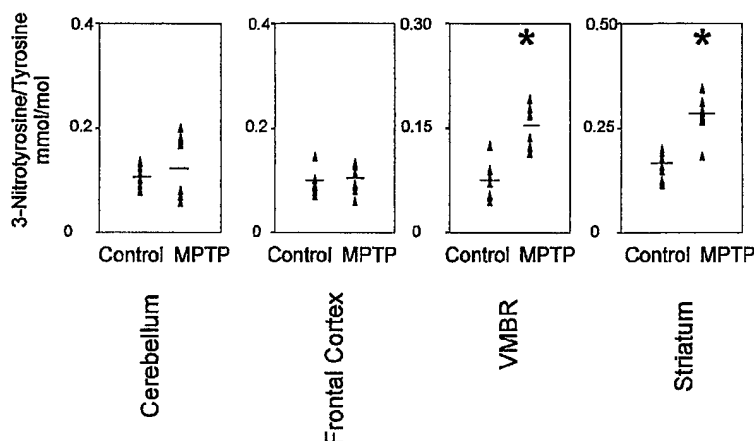 3-Nitrotyrosine/Tyrosine
mmol/mol
0.4
0.2
0
Control MPTP
Cerebellum
0.4
0.2
0
Control MPTP
Frontal Cortex
0.30
0.15
0
*
Control MPTP
VMBR
0.50
0.25
0
*
Control MPTP
Striatum